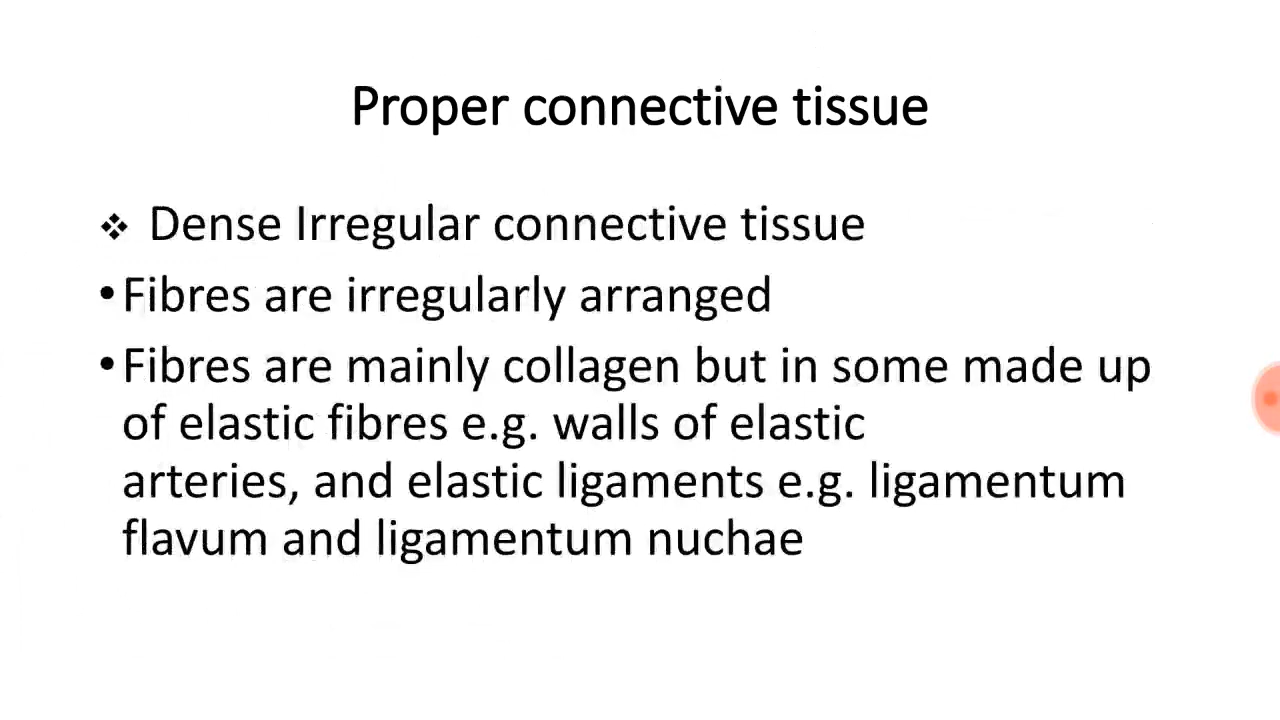 Proper connective tissue
❖ Dense Irregular connective tissue
•Fibres are irregularly arranged
•Fibres are mainly collagen but in some made up
of elastic fibres e.g. walls of elastic
arteries, and elastic ligaments e.g. ligamentum
flavum and ligamentum nuchae